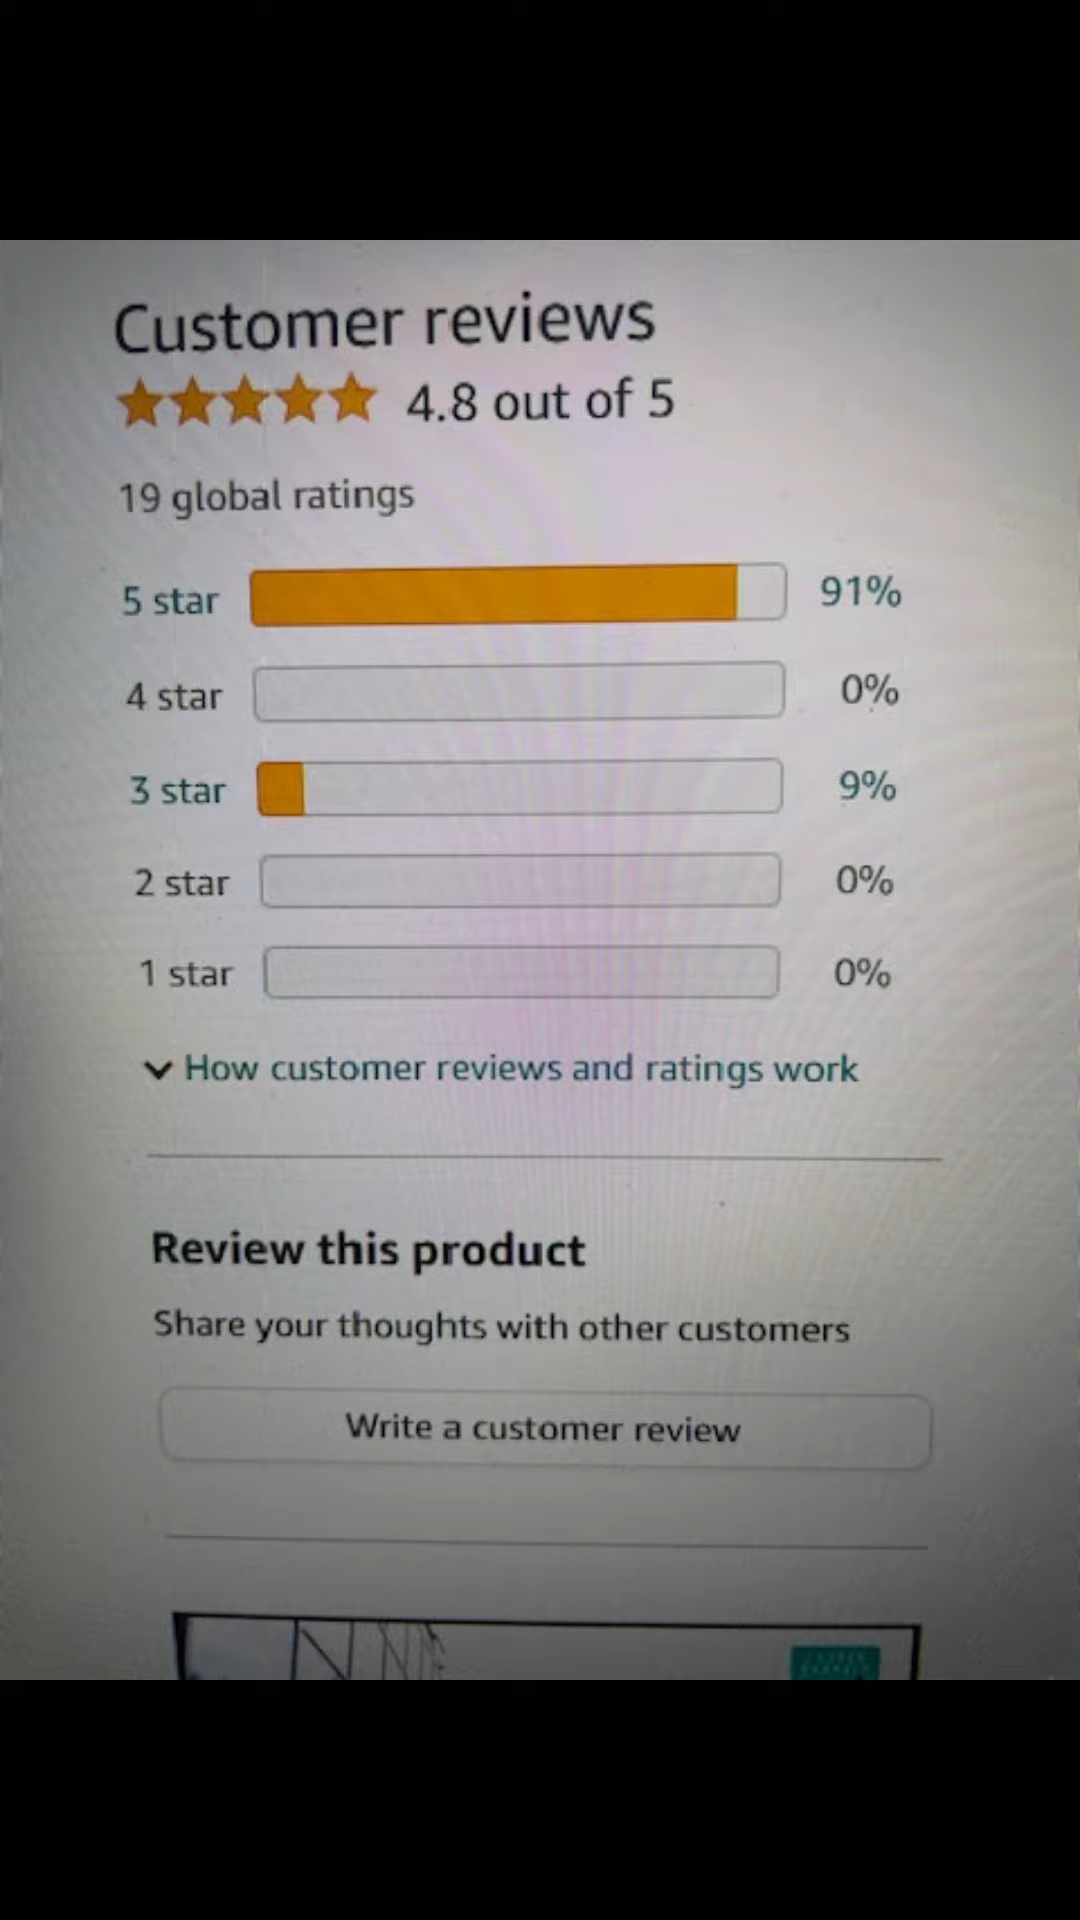 Customer reviews
4.8 out of 5
19 global ratings
5 star 91%
4 star 0%
3 star 9%
2 star 0%
1 star 0%
How customer reviews and ratings work
Review this product
Share your thoughts with other customers
Write a customer review